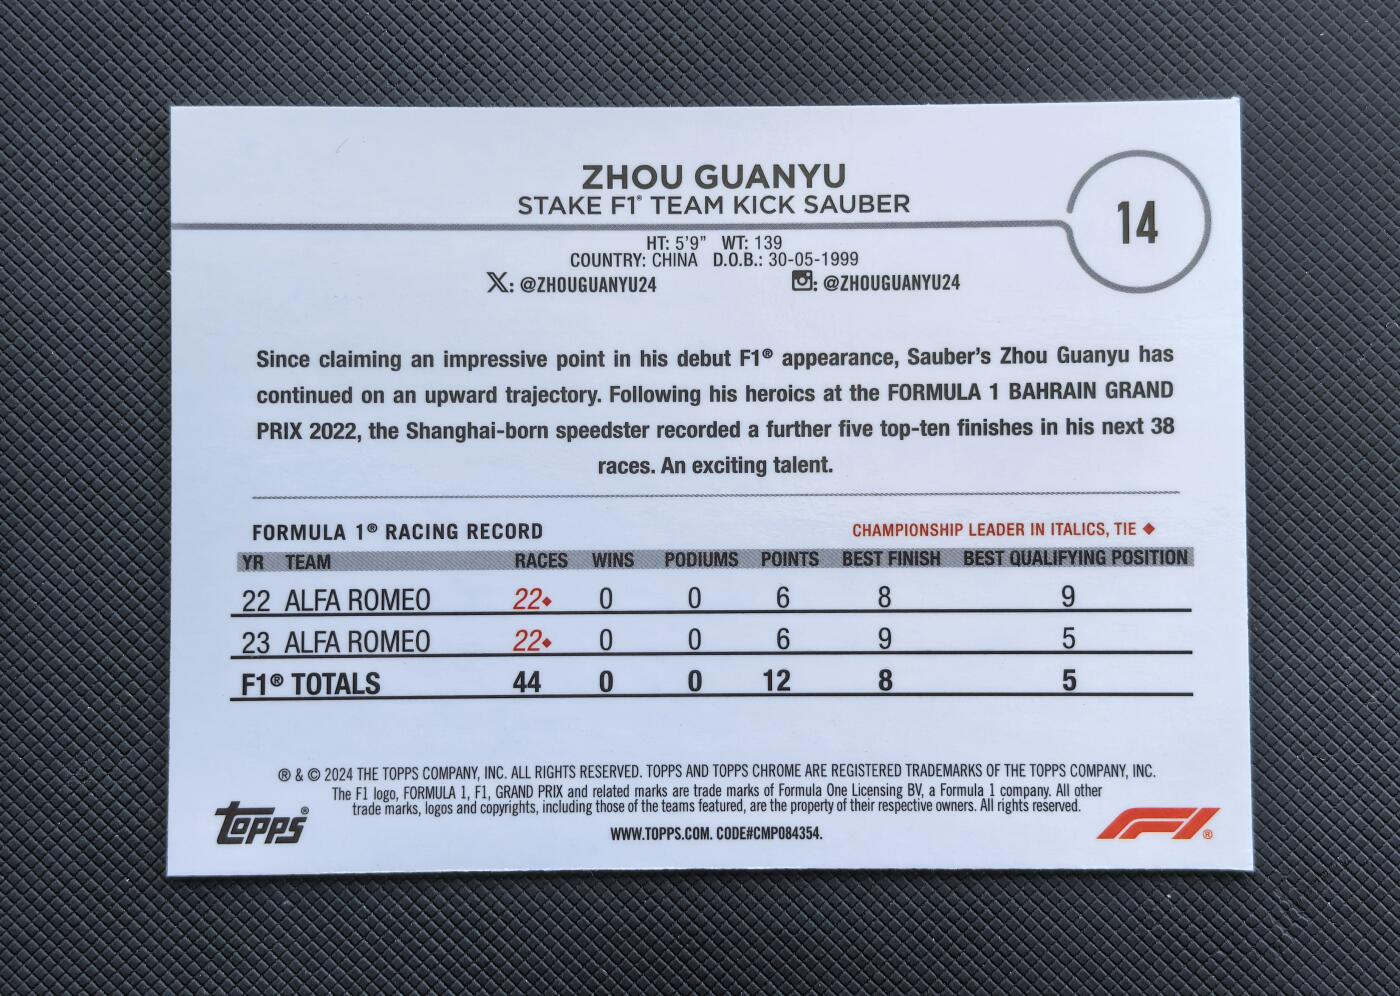 ZHOU GUANYU
STAKE F1® TEAM KICK SAUBER
14
HT: 5'9" WT: 139
COUNTRY: CHINA D.O.B.: 30-05-1999
X: @ZHOUGUANYU24 : @ZHOUGUANYU24
Since claiming an impressive point in his debut F1® appearance, Sauber's Zhou Guanyu has
continued on an upward trajectory. Following his heroics at the FORMULA 1 BAHRAIN GRAND
PRIX 2022, the Shanghai-born speedster recorded a further five top-ten finishes in his next 38
races. An exciting talent.
FORMULA 1® RACING RECORD CHAMPIONSHIP LEADER IN ITALICS, TIE ◆
YR TEAM RACES WINS PODIUMS POINTS BEST FINISH BEST QUALIFYING POSITION
22 ALFA ROMEO 22◆ 0 0 6 8 9
23 ALFA ROMEO 22◆ 0 0 6 9 5
F1® TOTALS 44 0 0 12 8 5
® & © 2024 THE TOPPS COMPANY, INC. ALL RIGHTS RESERVED. TOPPS AND TOPPS CHROME ARE REGISTERED TRADEMARKS OF THE TOPPS COMPANY, INC.
The F1 logo, FORMULA 1, F1, GRAND PRIX and related marks are trade marks of Formula One Licensing BV, a Formula 1 company. All other
trade marks, logos and copyrights, including those of the teams featured, are the property of their respective owners. All rights reserved.
WWW.TOPPS.COM. CODE#CMP084354.
Topps®
F1®